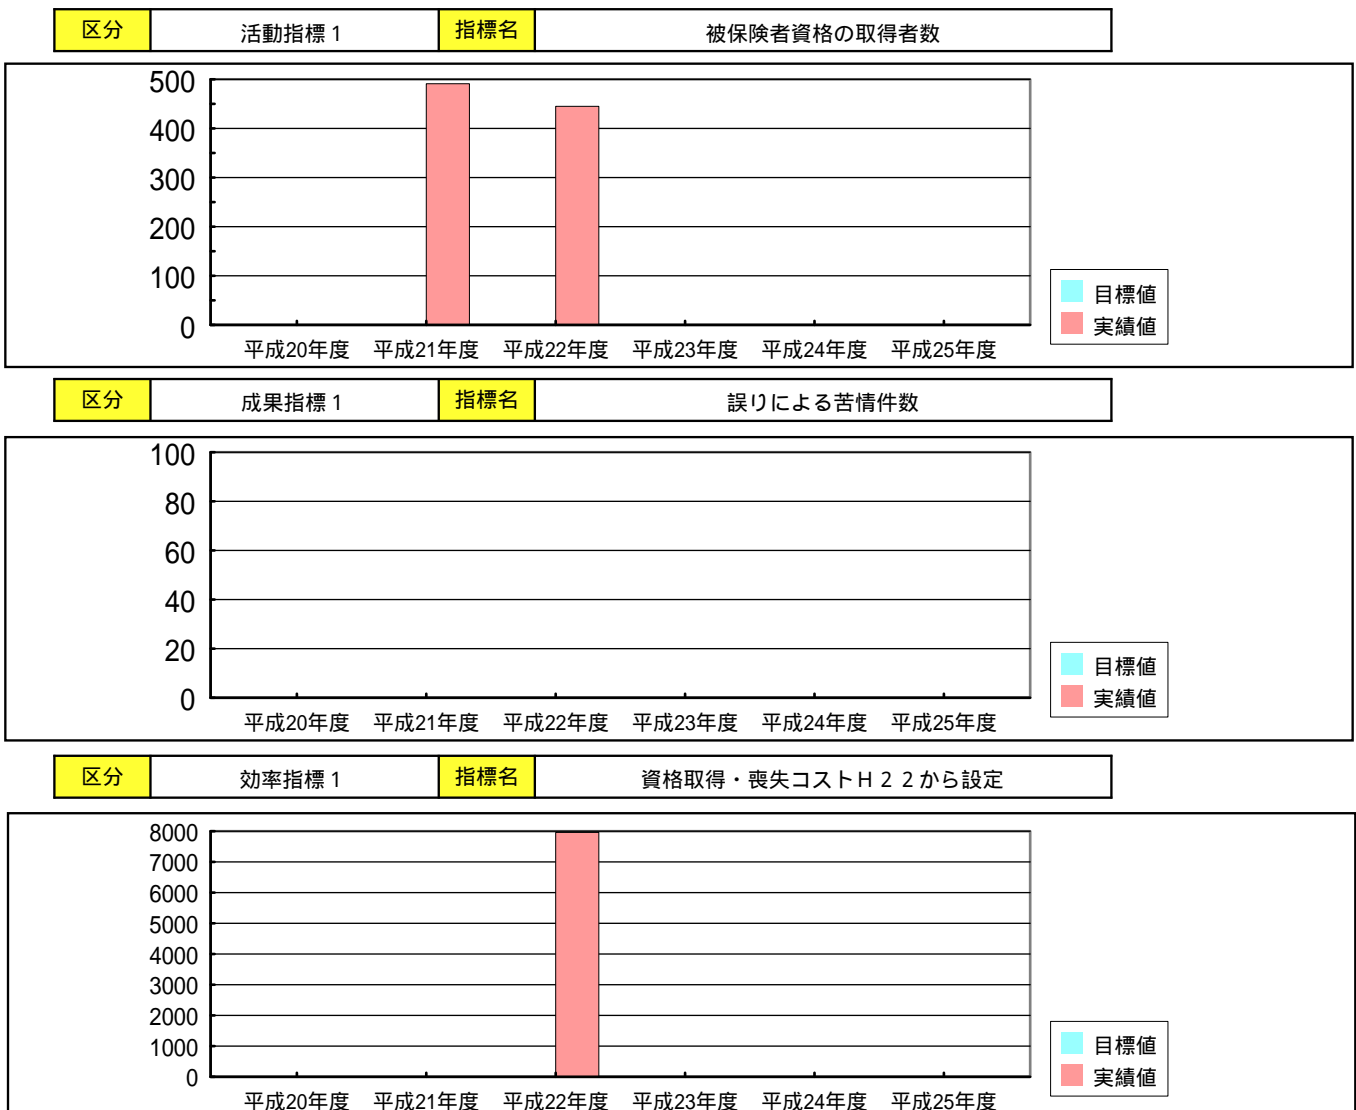 区分 活動指標1 指標名 被保険者資格の取得者数
500
400
300
200
100
0
平成20年度 平成21年度 平成22年度 平成23年度 平成24年度 平成25年度
目標値
実績値
区分 成果指標1 指標名 誤りによる苦情件数
100
80
60
40
20
0
平成20年度 平成21年度 平成22年度 平成23年度 平成24年度 平成25年度
目標値
実績値
区分 効率指標1 指標名 資格取得・喪失コストH22から設定
8000
7000
6000
5000
4000
3000
2000
1000
0
平成20年度 平成21年度 平成22年度 平成23年度 平成24年度 平成25年度
目標値
実績値